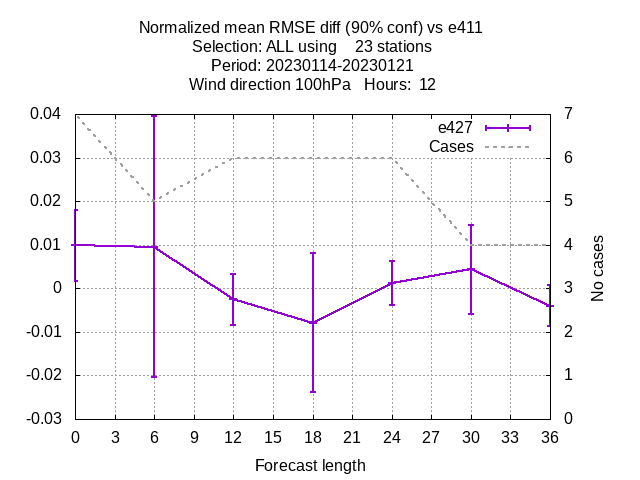 Normalized mean RMSE diff (90% conf) vs e411
Selection: ALL using    23 stations
Period: 20230114-20230121
Wind direction 100hPa   Hours:  12
e427
Cases
0.04
0.03
0.02
0.01
0
-0.01
-0.02
-0.03
7
6
5
4
3
2
1
0
No cases
0 3 6 9 12 15 18 21 24 27 30 33 36
Forecast length